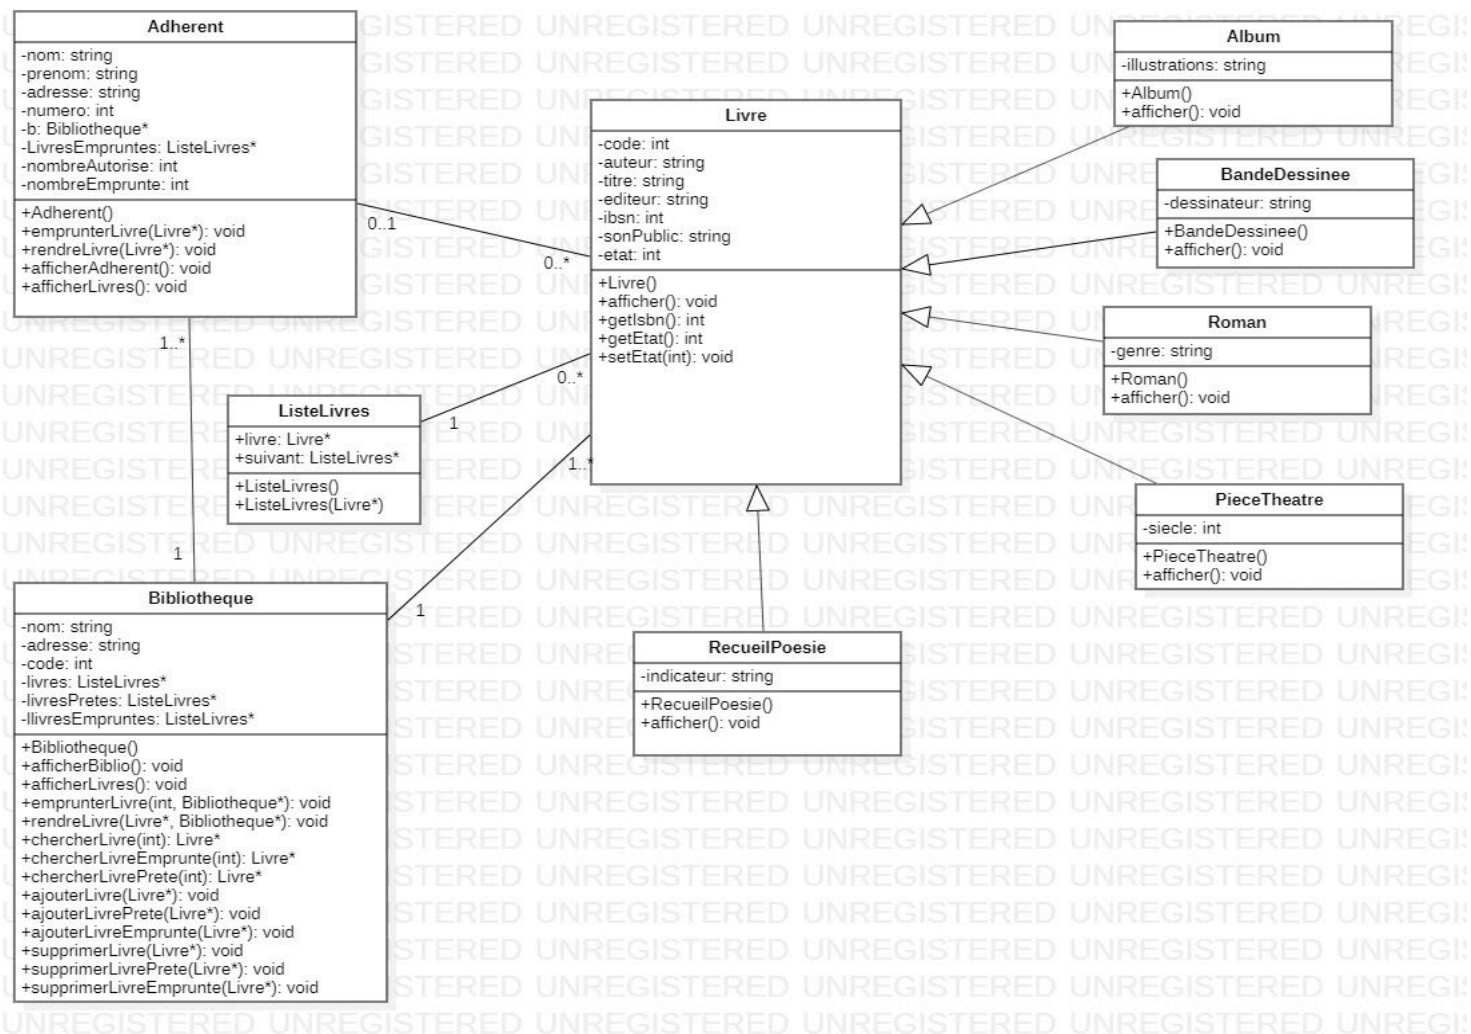 Adherent
-nom: string
-prenom: string
-adresse: string
-numero: int
-b: Bibliotheque*
-LivresEmpruntes: ListeLivres*
-nombreAutorise: int
-nombreEmprunte: int
+Adherent()
+emprunterLivre(Livre*): void
+rendreLivre(Livre*): void
+afficherAdherent(): void
+afficherLivres(): void
0..1
0..*
1..*
1
Livre
-code: int
-auteur: string
-titre: string
-editeur: string
-ibsn: int
-sonPublic: string
-etat: int
+Livre()
+afficher(): void
+getIsbn(): int
+getEtat(): int
+setEtat(int): void
0..*
1
1..*
1
ListeLivres
+livre: Livre*
+suivant: ListeLivres*
+ListeLivres()
+ListeLivres(Livre*)
Bibliotheque
-nom: string
-adresse: string
-code: int
-livres: ListeLivres*
-livresPretes: ListeLivres*
-llivresEmpruntes: ListeLivres*
+Bibliotheque()
+afficherBiblio(): void
+afficherLivres(): void
+emprunterLivre(int, Bibliotheque*): void
+rendreLivre(Livre*, Bibliotheque*): void
+chercherLivre(int): Livre*
+chercherLivreEmprunte(int): Livre*
+chercherLivrePrete(int): Livre*
+ajouterLivre(Livre*): void
+ajouterLivrePrete(Livre*): void
+ajouterLivreEmprunte(Livre*): void
+supprimerLivre(Livre*): void
+supprimerLivrePrete(Livre*): void
+supprimerLivreEmprunte(Livre*): void
Album
-illustrations: string
+Album()
+afficher(): void
BandeDessinee
-dessinateur: string
+BandeDessinee()
+afficher(): void
Roman
-genre: string
+Roman()
+afficher(): void
PieceTheatre
-siecle: int
+PieceTheatre()
+afficher(): void
RecueilPoesie
-indicateur: string
+RecueilPoesie()
+afficher(): void
UNREGISTERED